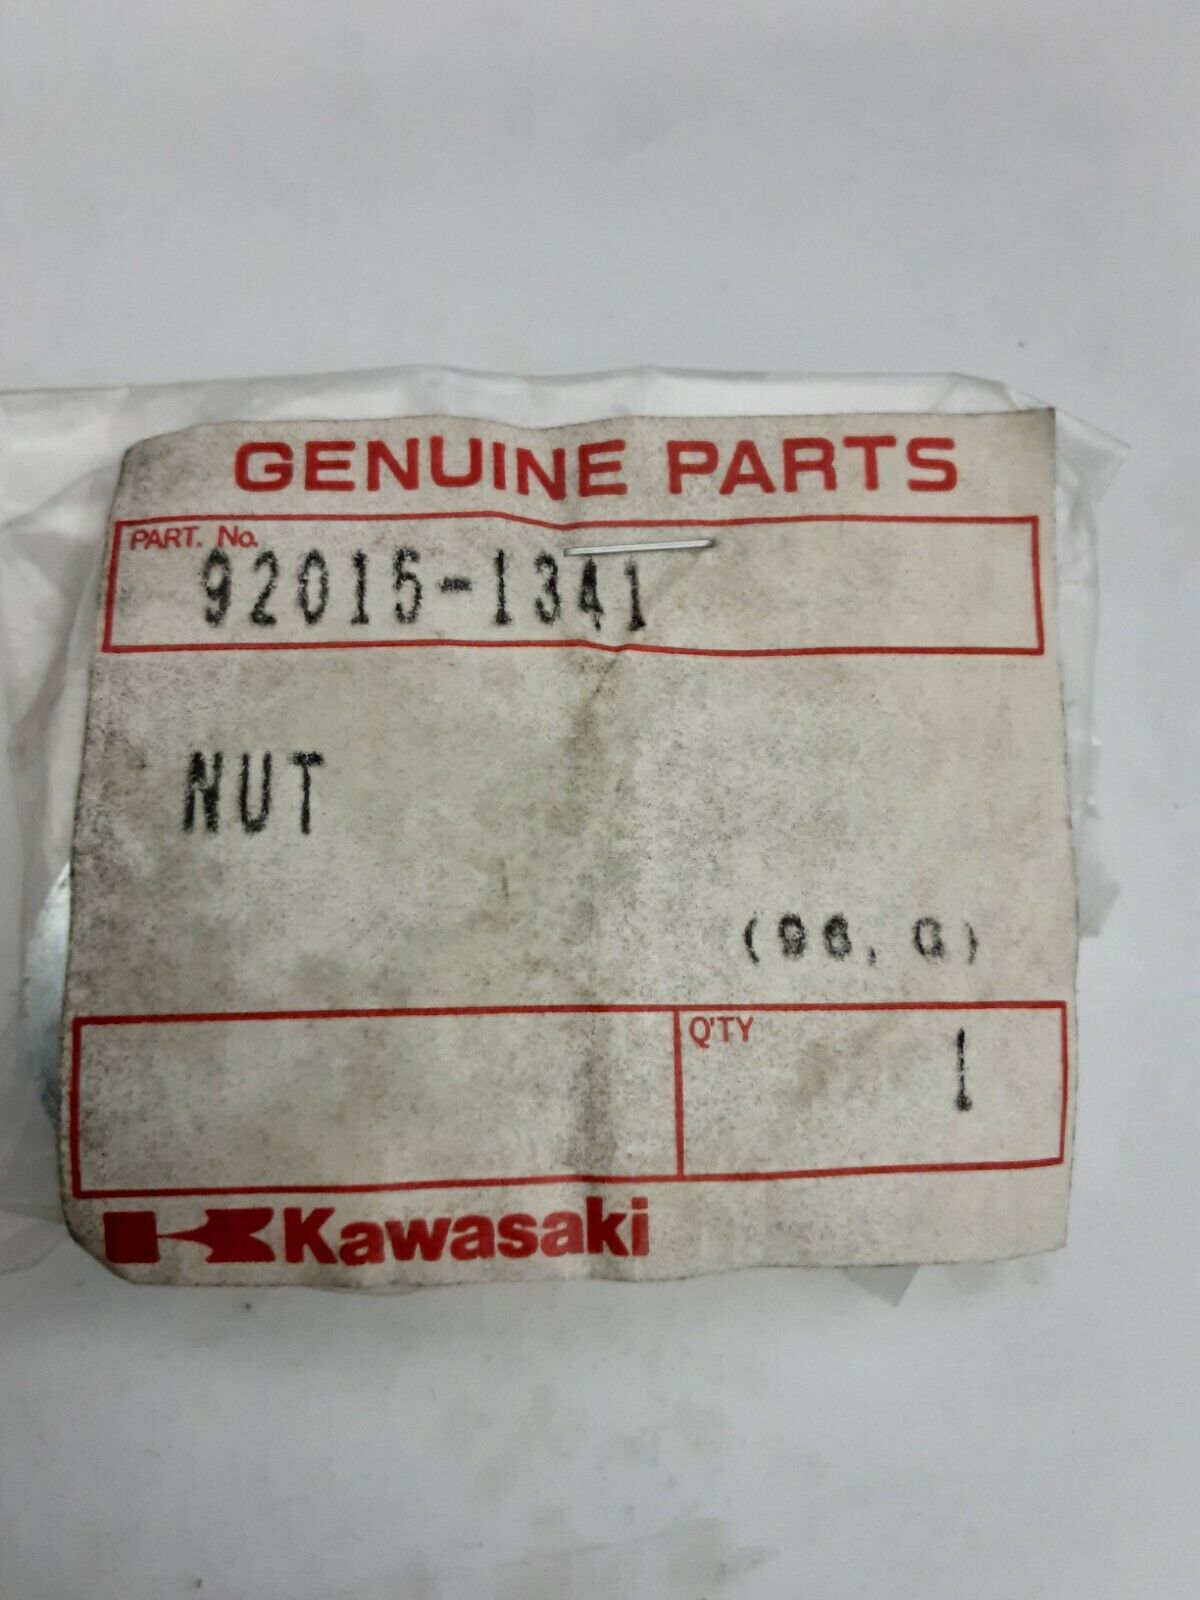 GENUINE PARTS
PART. No.
92015-1341
NUT
(96, G)
Q'TY
1
Kawasaki